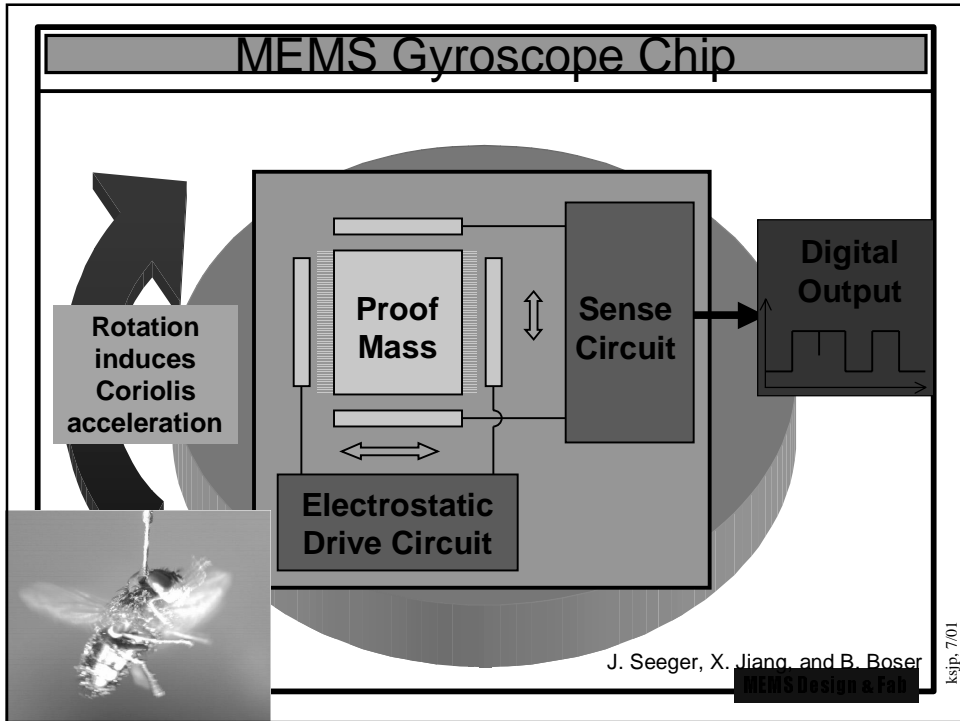 MEMS Gyroscope Chip
Rotation
induces
Coriolis
acceleration
Proof
Mass
Sense
Circuit
Digital
Output
Electrostatic
Drive Circuit
J. Seeger, X. Jiang, and B. Boser
MEMS Design & Fab
ksjp, 7/01